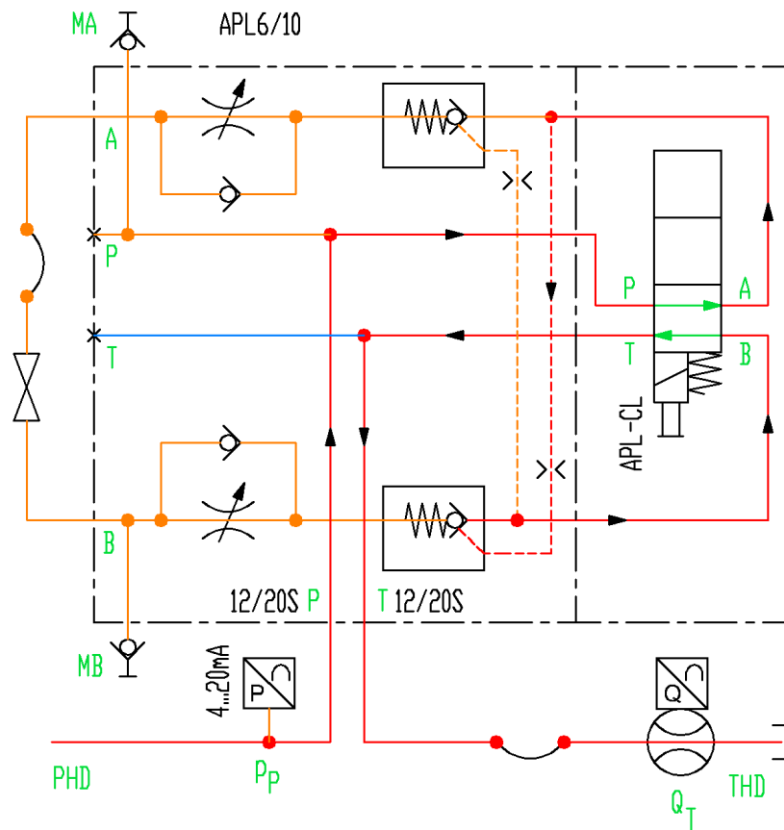 MA APL6/10
A
P
P A
T
T B
APL-CL
B
12/20S P T 12/20S
MB
4...20mA
P Q
PHD PP THD
QT